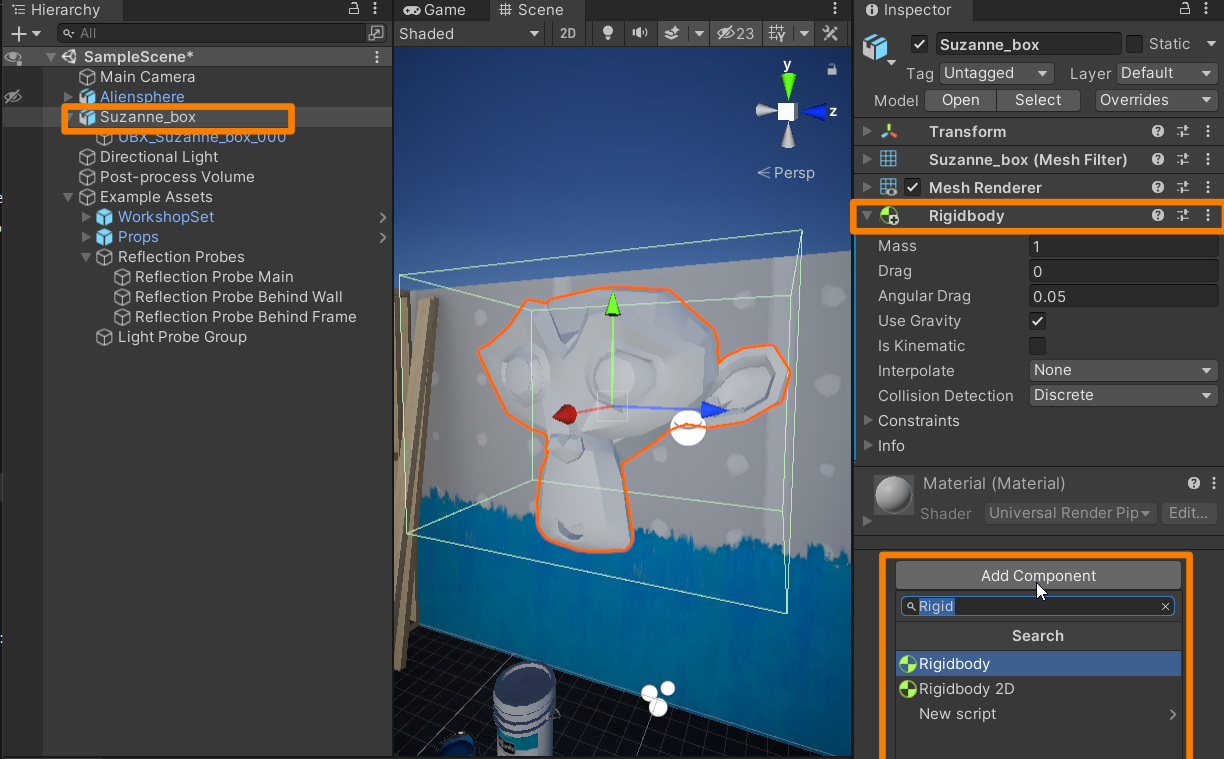 Hierarchy
All
SampleScene*
Main Camera
Aliensphere
Suzanne_box
UBX_Suzanne_box_000
Directional Light
Post-process Volume
Example Assets
WorkshopSet
Props
Reflection Probes
Reflection Probe Main
Reflection Probe Behind Wall
Reflection Probe Behind Frame
Light Probe Group
Game Scene
Shaded 2D 23
y
z
Persp
Inspector
Suzanne_box Static
Tag Untagged Layer Default
Model Open Select Overrides
Transform
Suzanne_box (Mesh Filter)
Mesh Renderer
Rigidbody
Mass 1
Drag 0
Angular Drag 0.05
Use Gravity
Is Kinematic
Interpolate None
Collision Detection Discrete
Constraints
Info
Material (Material)
Shader Universal Render Pip Edit...
Add Component
Rigid
Search
Rigidbody
Rigidbody 2D
New script